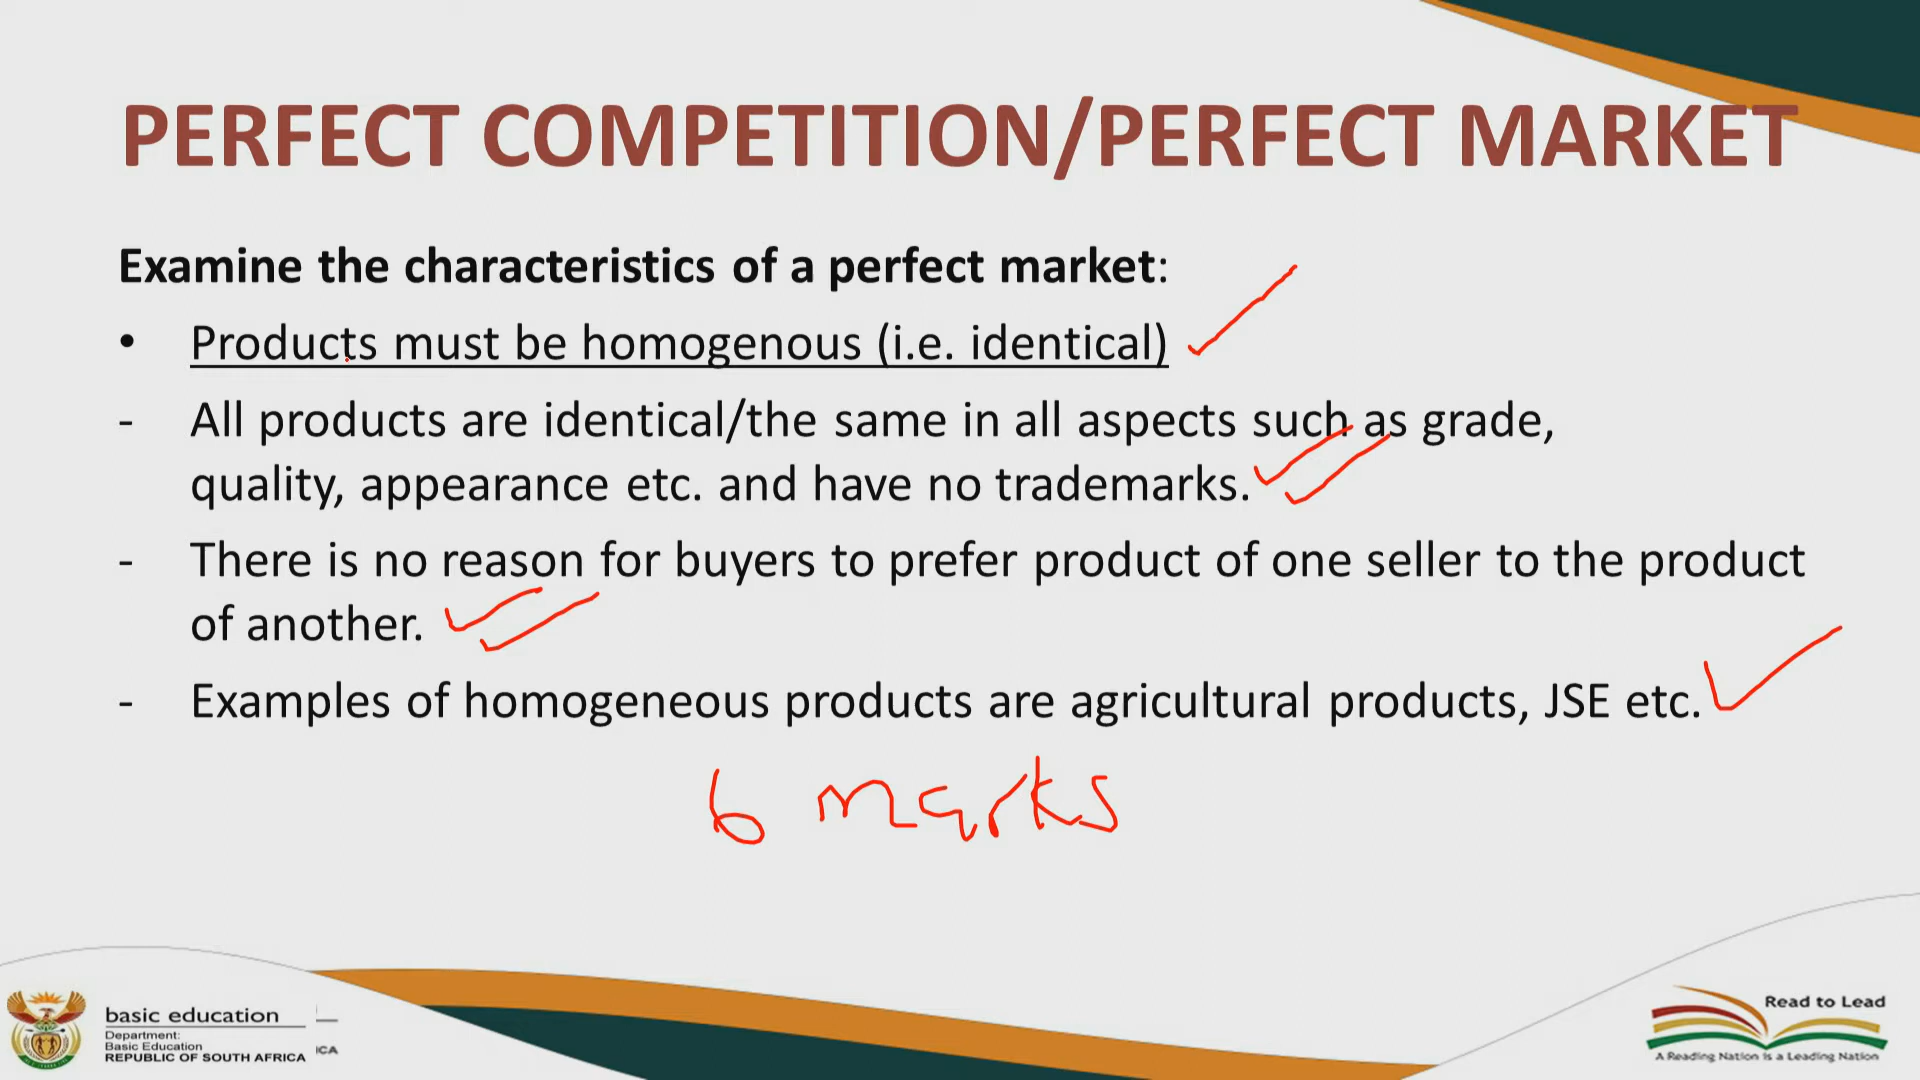 PERFECT COMPETITION/PERFECT MARKET
Examine the characteristics of a perfect market:
• Products must be homogenous (i.e. identical)
- All products are identical/the same in all aspects such as grade,
quality, appearance etc. and have no trademarks.
- There is no reason for buyers to prefer product of one seller to the product
of another.
- Examples of homogeneous products are agricultural products, JSE etc.
6 marks
basic education
Department:
Basic Education
REPUBLIC OF SOUTH AFRICA
ICA
Read to Lead
A Reading Nation is a Leading Nation